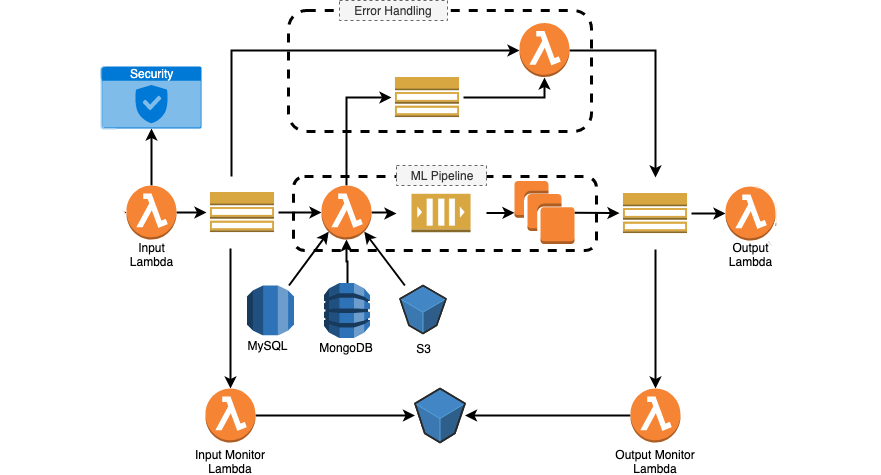 Error Handling
Security
ML Pipeline
Input
Lambda
Output
Lambda
MySQL
MongoDB
S3
Input Monitor
Lambda
Output Monitor
Lambda